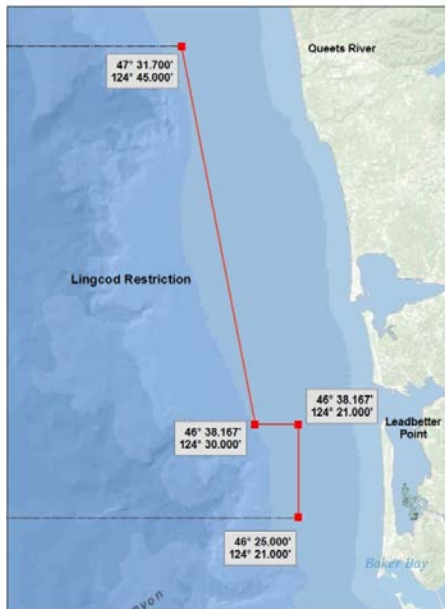 Queets River
47° 31.700'
124° 45.000'
Lingcod Restriction
46° 38.167'
124° 21.000'
46° 38.167'
124° 30.000'
Leadbetter
Point
46° 25.000'
124° 21.000'
Baker Bay